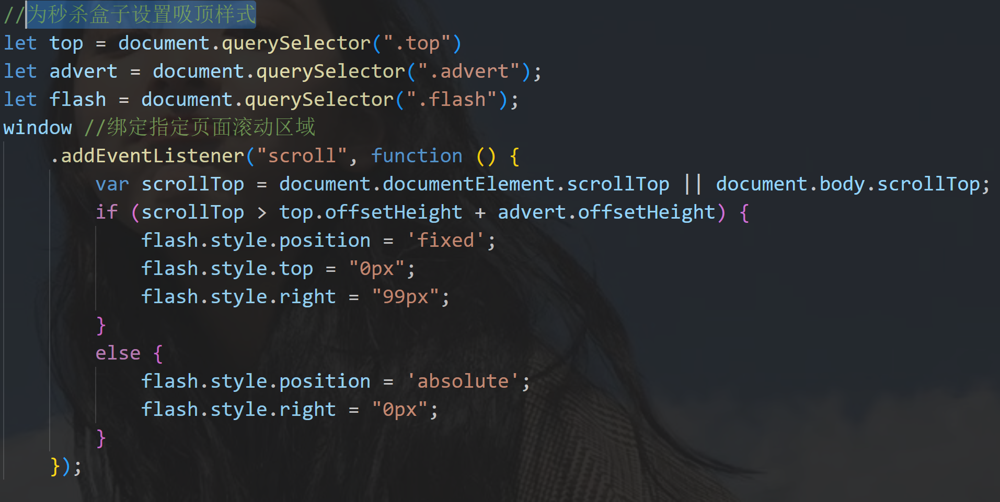 //为秒杀盒子设置吸顶样式
let top = document.querySelector(".top")
let advert = document.querySelector(".advert");
let flash = document.querySelector(".flash");
window //绑定指定页面滚动区域
    .addEventListener("scroll", function () {
        var scrollTop = document.documentElement.scrollTop || document.body.scrollTop;
        if (scrollTop > top.offsetHeight + advert.offsetHeight) {
            flash.style.position = 'fixed';
            flash.style.top = "0px";
            flash.style.right = "99px";
        }
        else {
            flash.style.position = 'absolute';
            flash.style.right = "0px";
        }
    });